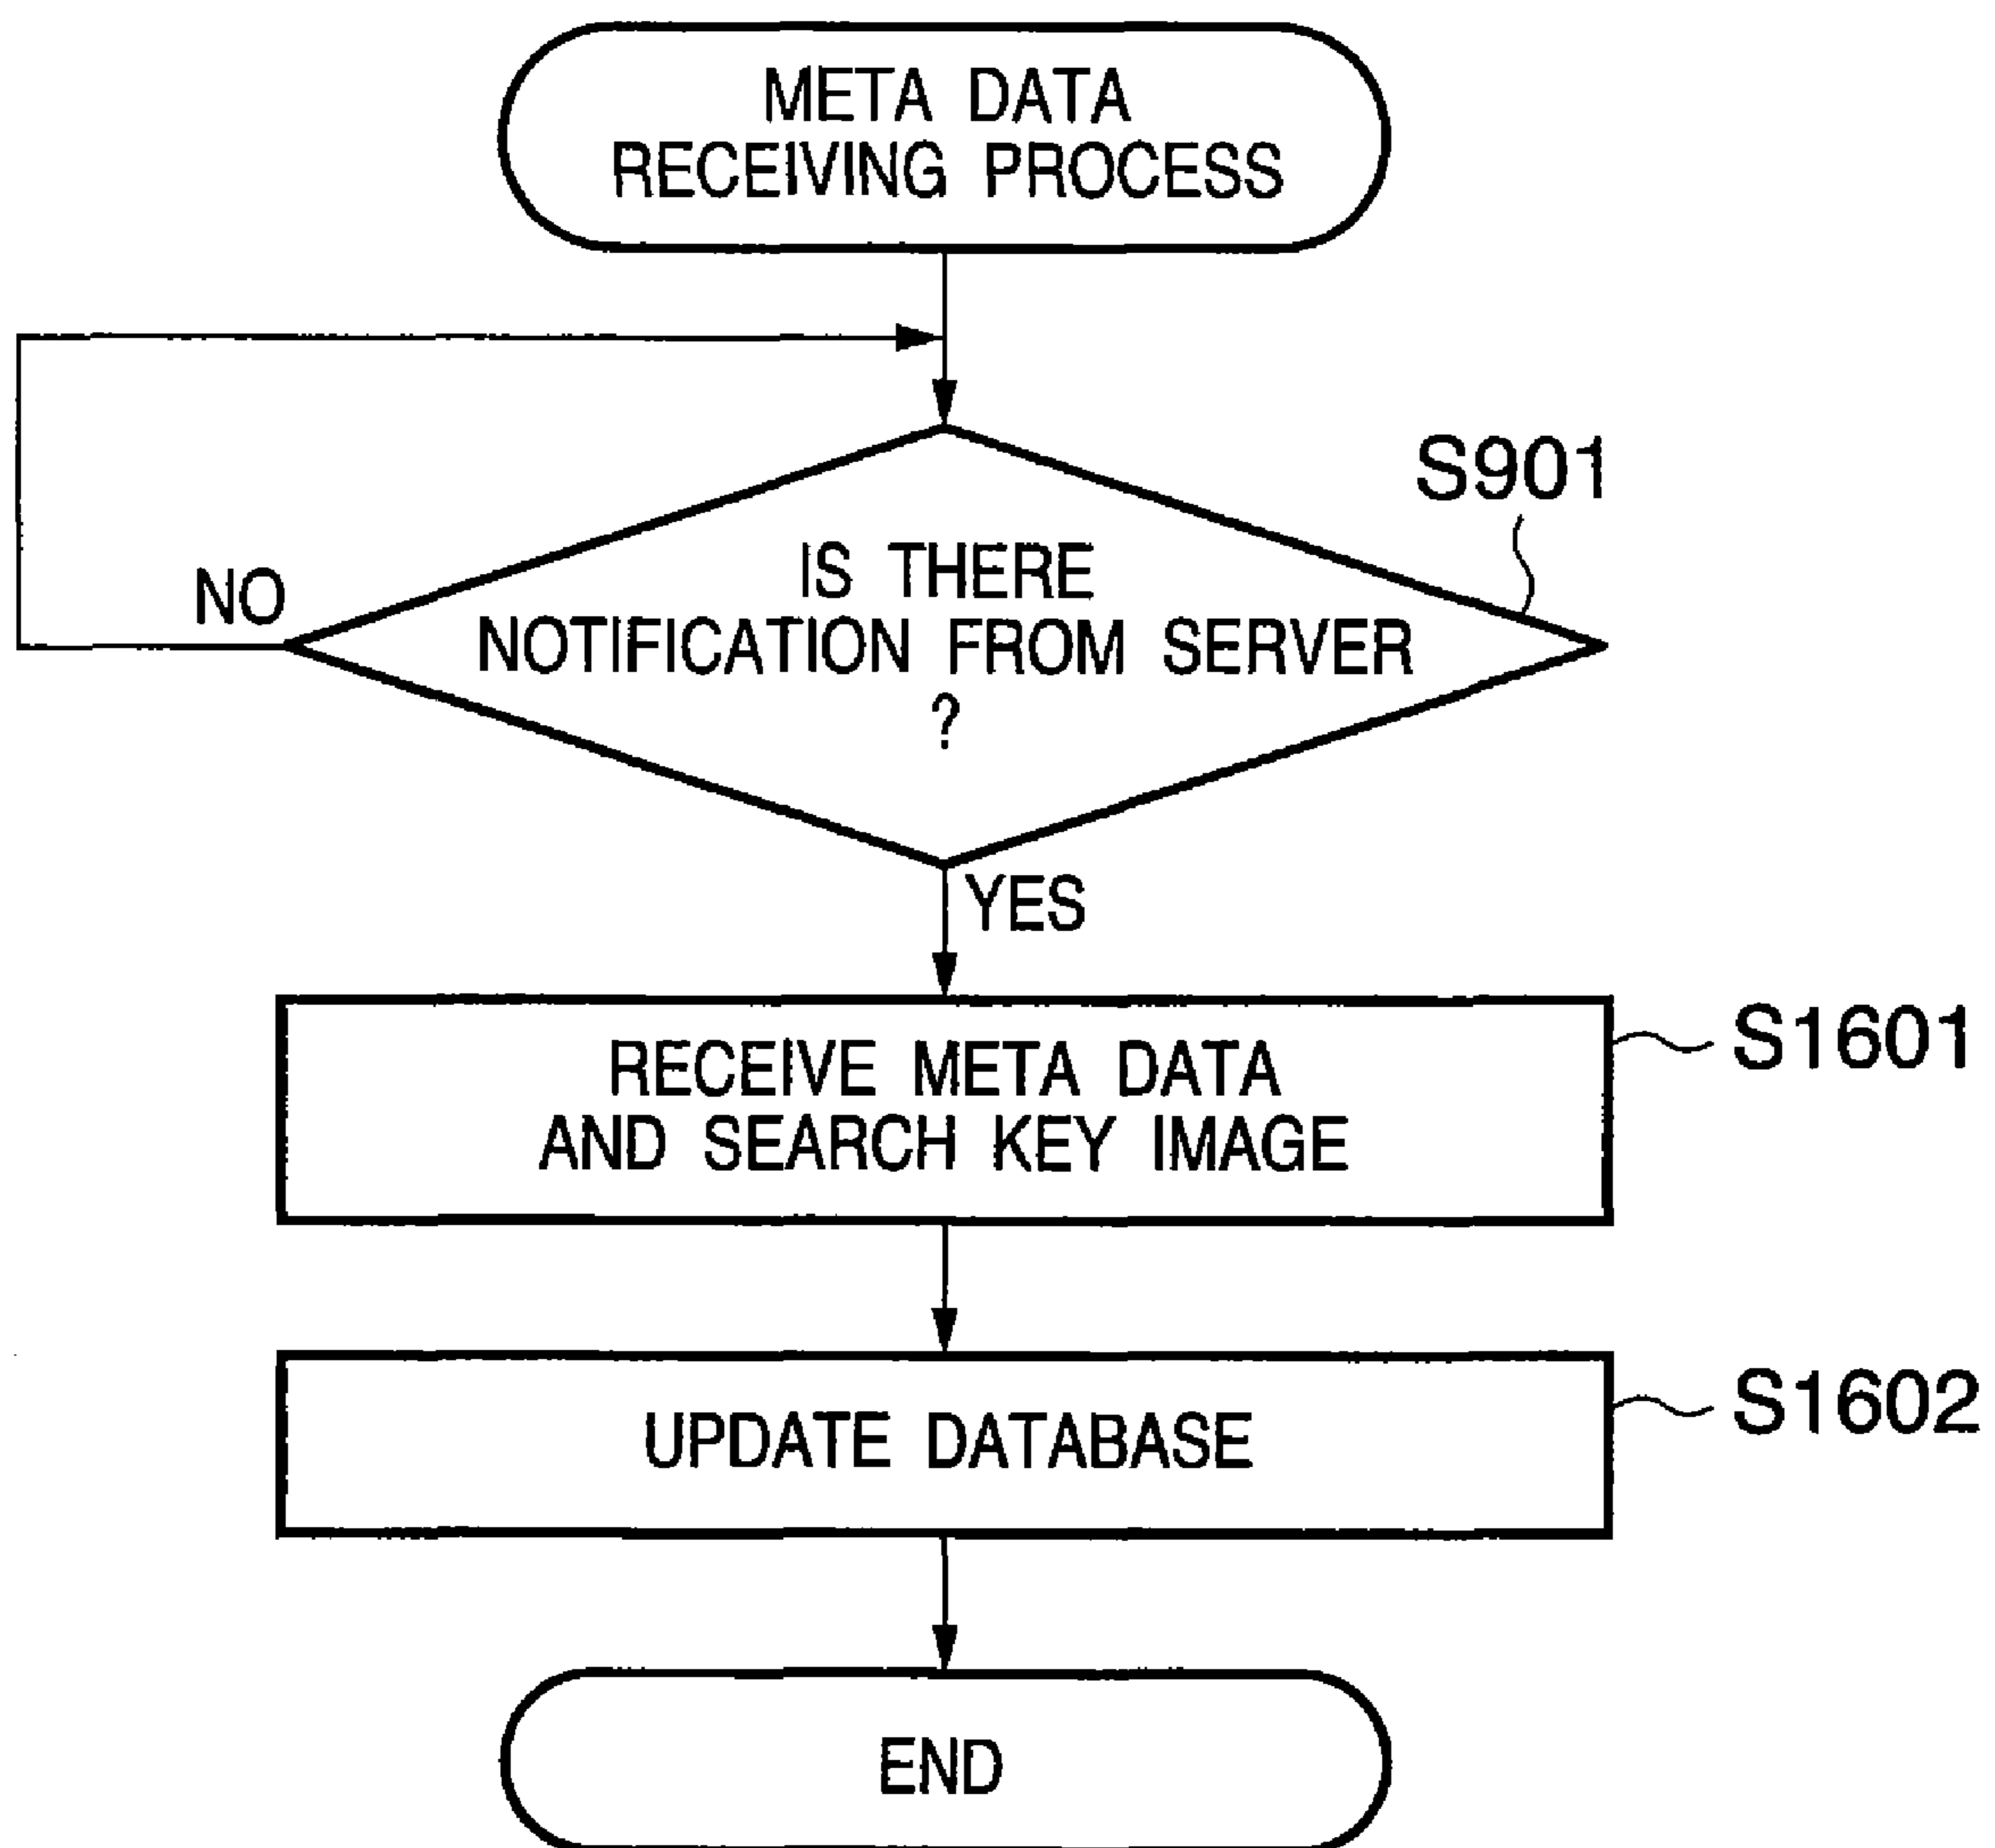 META DATA
RECEIVING PROCESS
S901
IS THERE
NOTIFICATION FROM SERVER
?
NO
YES
RECEIVE META DATA
AND SEARCH KEY IMAGE
S1601
UPDATE DATABASE
S1602
END